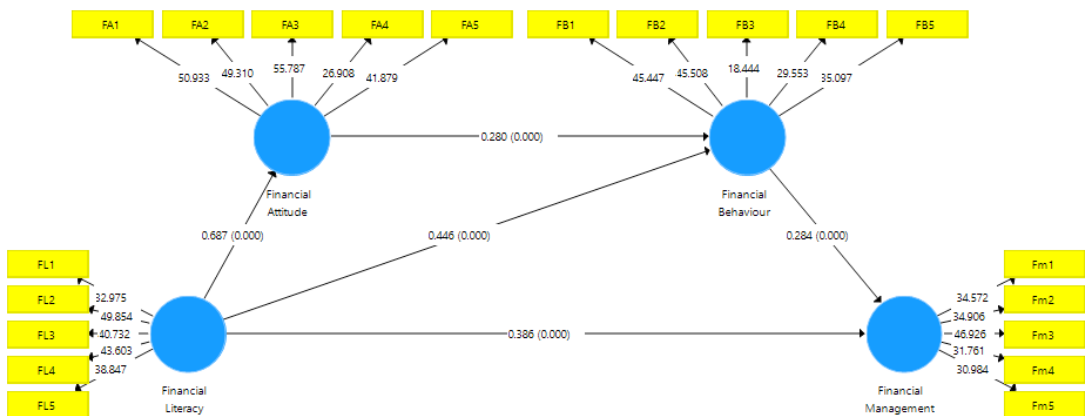 FA1
FA2
FA3
FA4
FA5
FB1
FB2
FB3
FB4
FB5
50.933
49.310
55.787
26.908
41.879
45.447
45.508
18.444
29.553
35.097
0.280 (0.000)
Financial
Attitude
Financial
Behaviour
0.687 (0.000)
0.446 (0.000)
0.284 (0.000)
FL1
FL2
FL3
FL4
FL5
32.975
49.854
40.732
43.603
38.847
0.386 (0.000)
Fm1
Fm2
Fm3
Fm4
Fm5
34.572
34.906
46.926
31.761
30.984
Financial
Literacy
Financial
Management